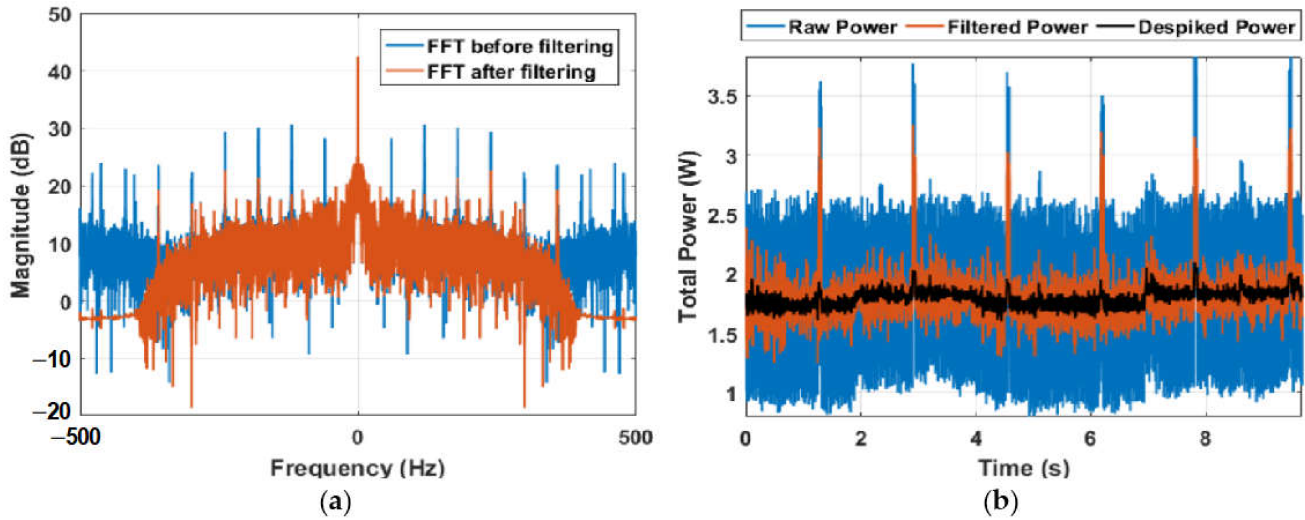 50
40
30
20
10
0
−10
−20
−500
0
500
Magnitude (dB)
Frequency (Hz)
FFT before filtering
FFT after filtering
(a)
Raw Power Filtered Power Despiked Power
3.5
3
2.5
2
1.5
1
0
2
4
6
8
Total Power (W)
Time (s)
(b)